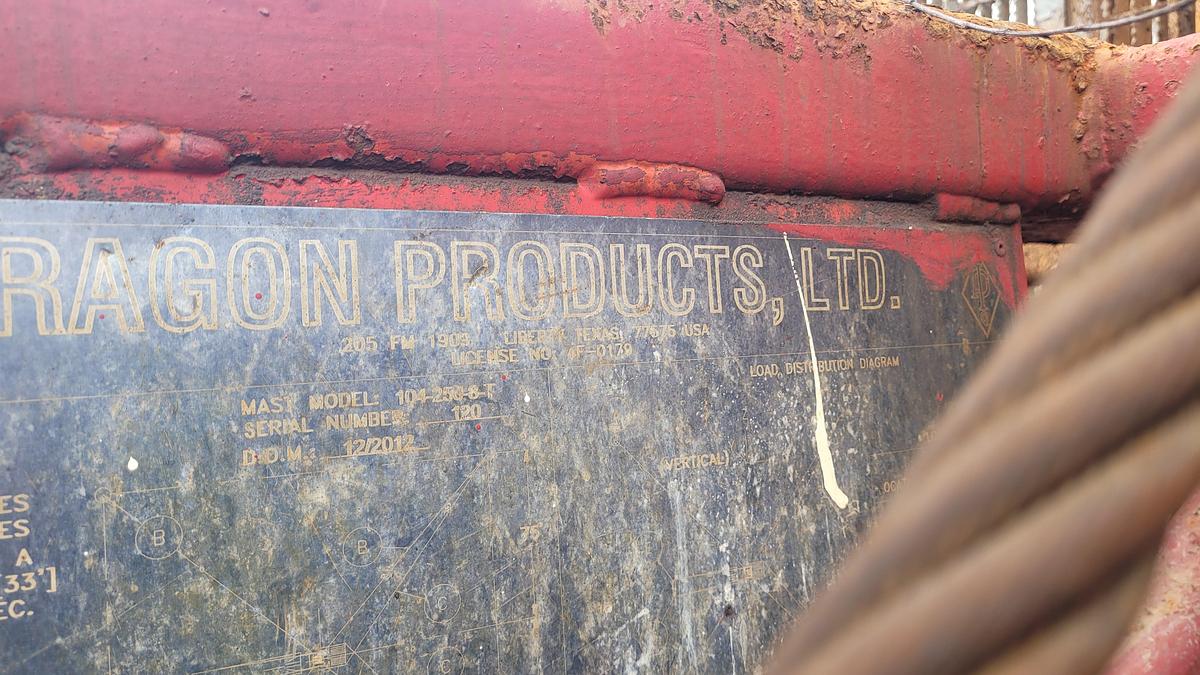 RAGON PRODUCTS, LTD.
205 FM 1909, LIBERTY, TEXAS, 77575 USA
LICENSE NO. 4F-0179
LOAD, DISTRIBUTION DIAGRAM
MAST MODEL: 104-250-8-F
SERIAL NUMBER: 120
D.O.M.: 12/2012
(VERTICAL)
ES
ES
A
[33']
EC.
B
B
75
C
C